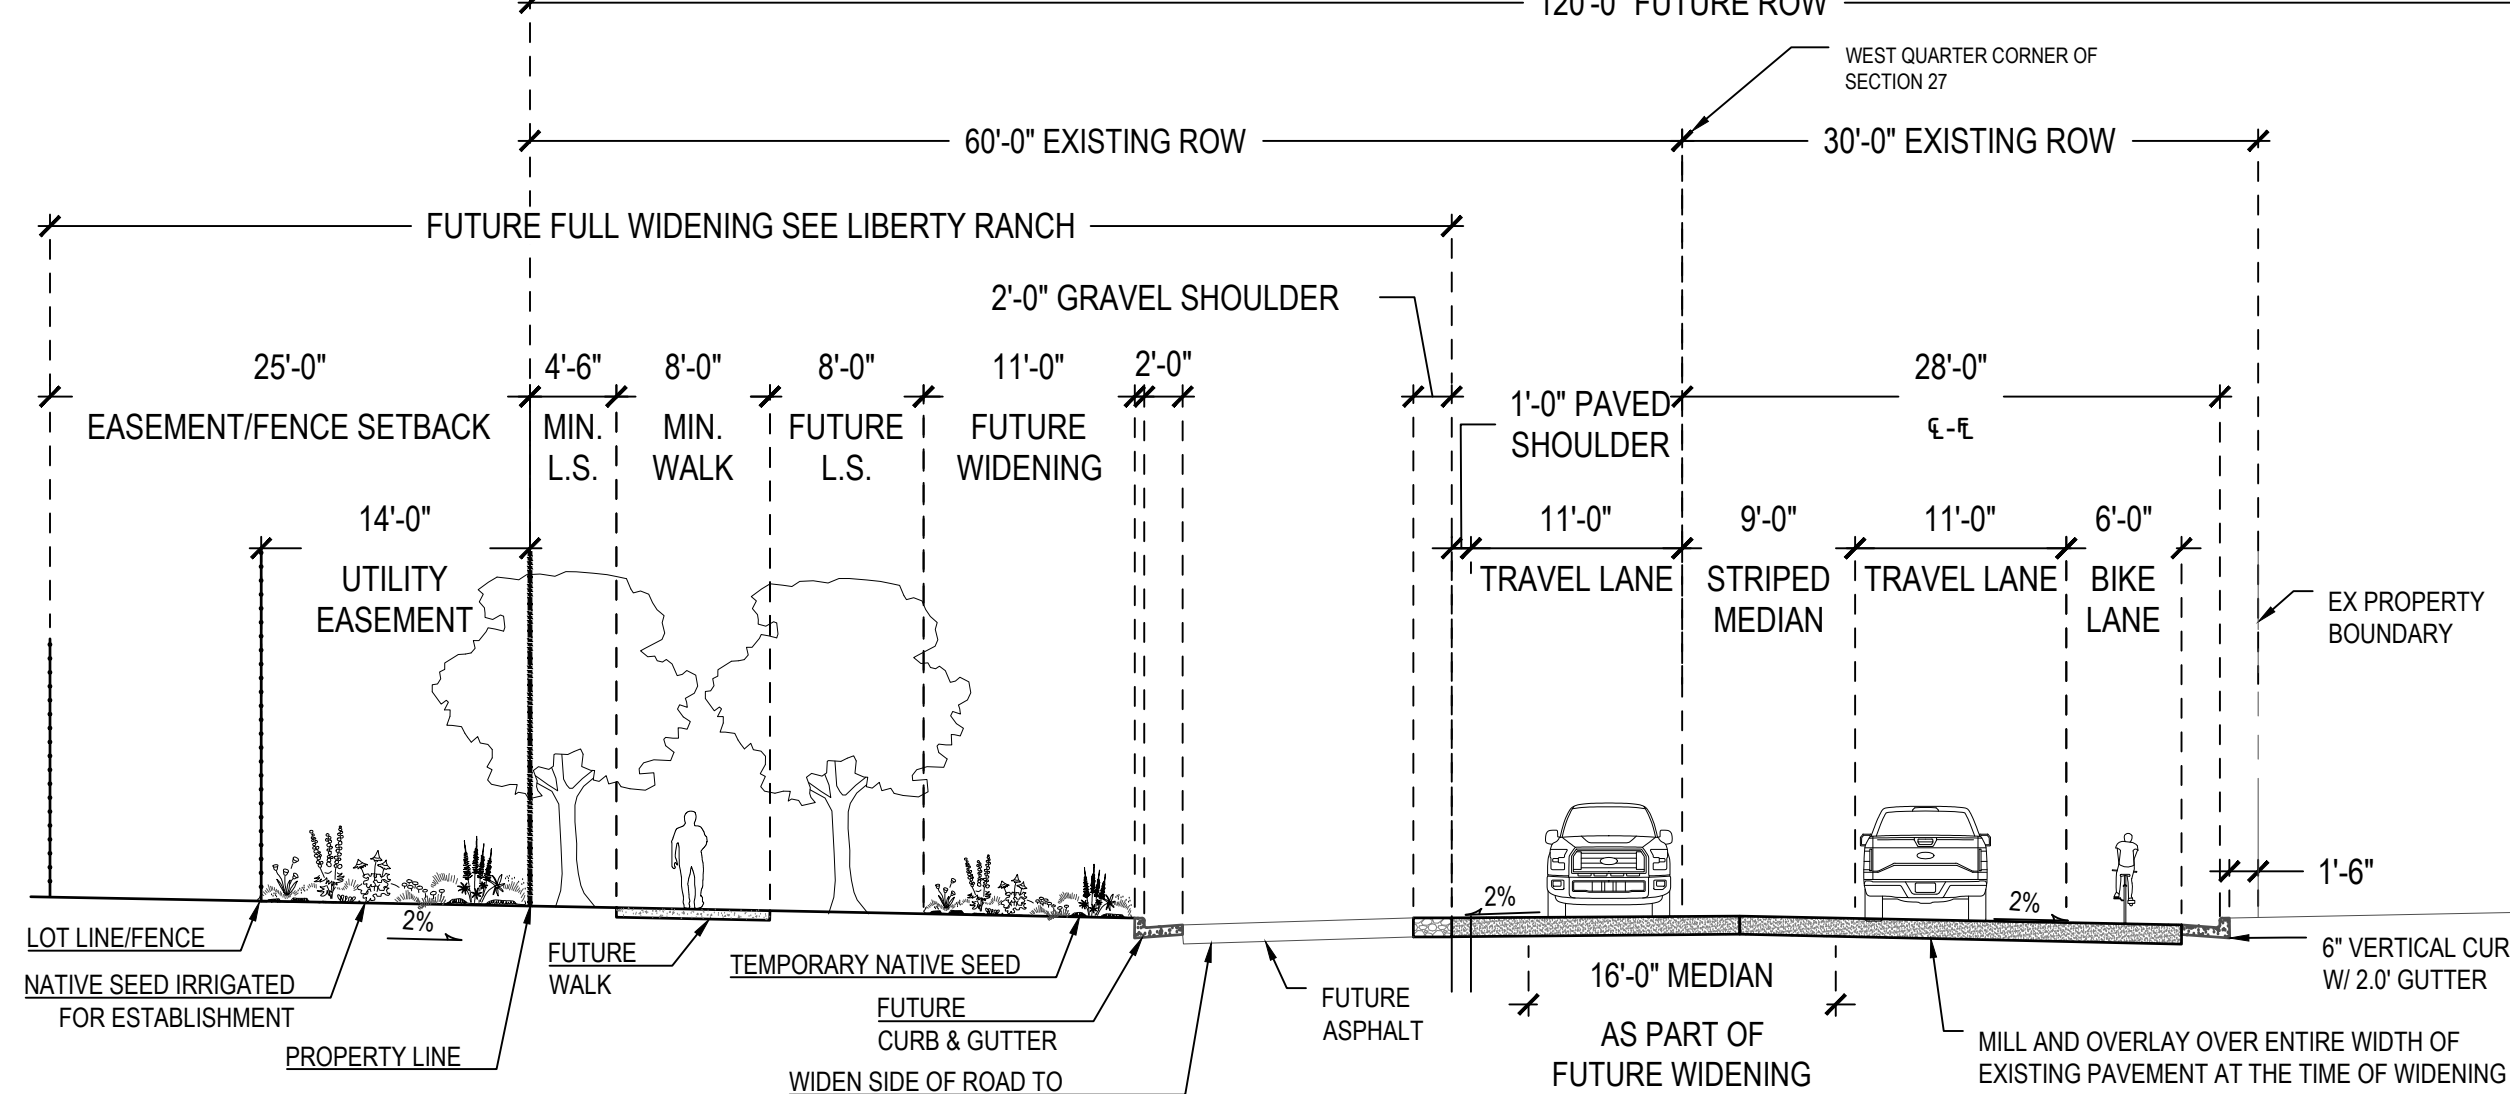 120'-0" FUTURE ROW
WEST QUARTER CORNER OF
SECTION 27
60'-0" EXISTING ROW
30'-0" EXISTING ROW
FUTURE FULL WIDENING SEE LIBERTY RANCH
2'-0" GRAVEL SHOULDER
25'-0"
EASEMENT/FENCE SETBACK
4'-6"
MIN.
L.S.
8'-0"
MIN.
WALK
8'-0"
FUTURE
L.S.
11'-0"
FUTURE
WIDENING
2'-0"
1'-0" PAVED
SHOULDER
28'-0"
℄-FL
14'-0"
UTILITY
EASEMENT
11'-0"
TRAVEL LANE
9'-0"
STRIPED
MEDIAN
11'-0"
TRAVEL LANE
6'-0"
BIKE
LANE
EX PROPERTY
BOUNDARY
1'-6"
2%
2%
2%
LOT LINE/FENCE
NATIVE SEED IRRIGATED
FOR ESTABLISHMENT
PROPERTY LINE
FUTURE
WALK
TEMPORARY NATIVE SEED
FUTURE
CURB & GUTTER
WIDEN SIDE OF ROAD TO
FUTURE
ASPHALT
16'-0" MEDIAN
AS PART OF
FUTURE WIDENING
6" VERTICAL CUR
W/ 2.0' GUTTER
MILL AND OVERLAY OVER ENTIRE WIDTH OF
EXISTING PAVEMENT AT THE TIME OF WIDENING